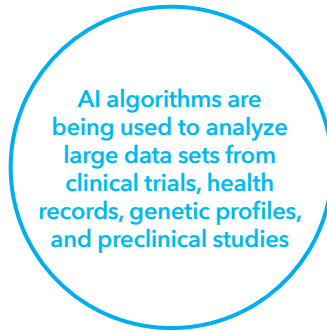 AI algorithms are
being used to analyze
large data sets from
clinical trials, health
records, genetic profiles,
and preclinical studies